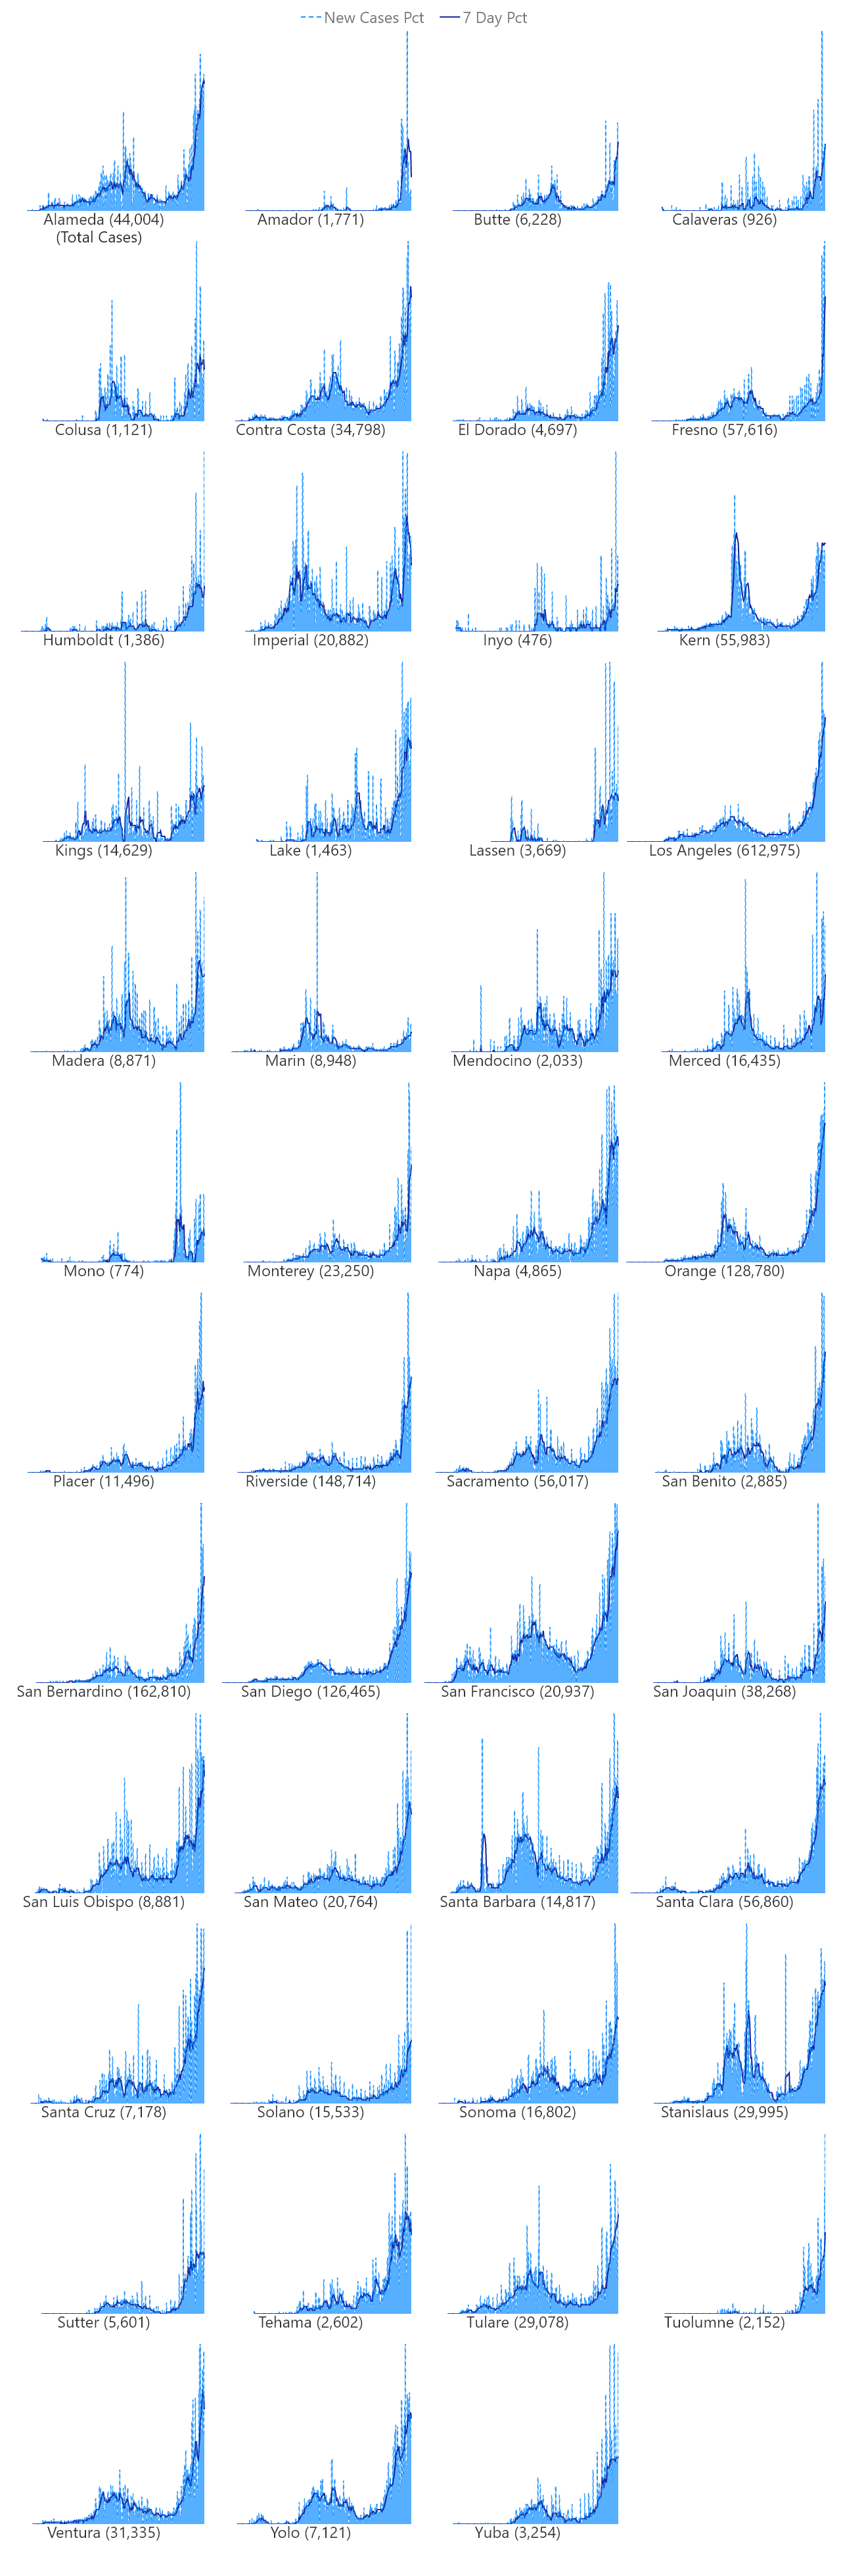 New Cases Pct 7 Day Pct
Alameda (44,004) Amador (1,771) Butte (6,228) Calaveras (926)
(Total Cases)
Colusa (1,121) Contra Costa (34,798) El Dorado (4,697) Fresno (57,616)
Humboldt (1,386) Imperial (20,882) Inyo (476) Kern (55,983)
Kings (14,629) Lake (1,463) Lassen (3,669) Los Angeles (612,975)
Madera (8,871) Marin (8,948) Mendocino (2,033) Merced (16,435)
Mono (774) Monterey (23,250) Napa (4,865) Orange (128,780)
Placer (11,496) Riverside (148,714) Sacramento (56,017) San Benito (2,885)
San Bernardino (162,810) San Diego (126,465) San Francisco (20,937) San Joaquin (38,268)
San Luis Obispo (8,881) San Mateo (20,764) Santa Barbara (14,817) Santa Clara (56,860)
Santa Cruz (7,178) Solano (15,533) Sonoma (16,802) Stanislaus (29,995)
Sutter (5,601) Tehama (2,602) Tulare (29,078) Tuolumne (2,152)
Ventura (31,335) Yolo (7,121) Yuba (3,254)